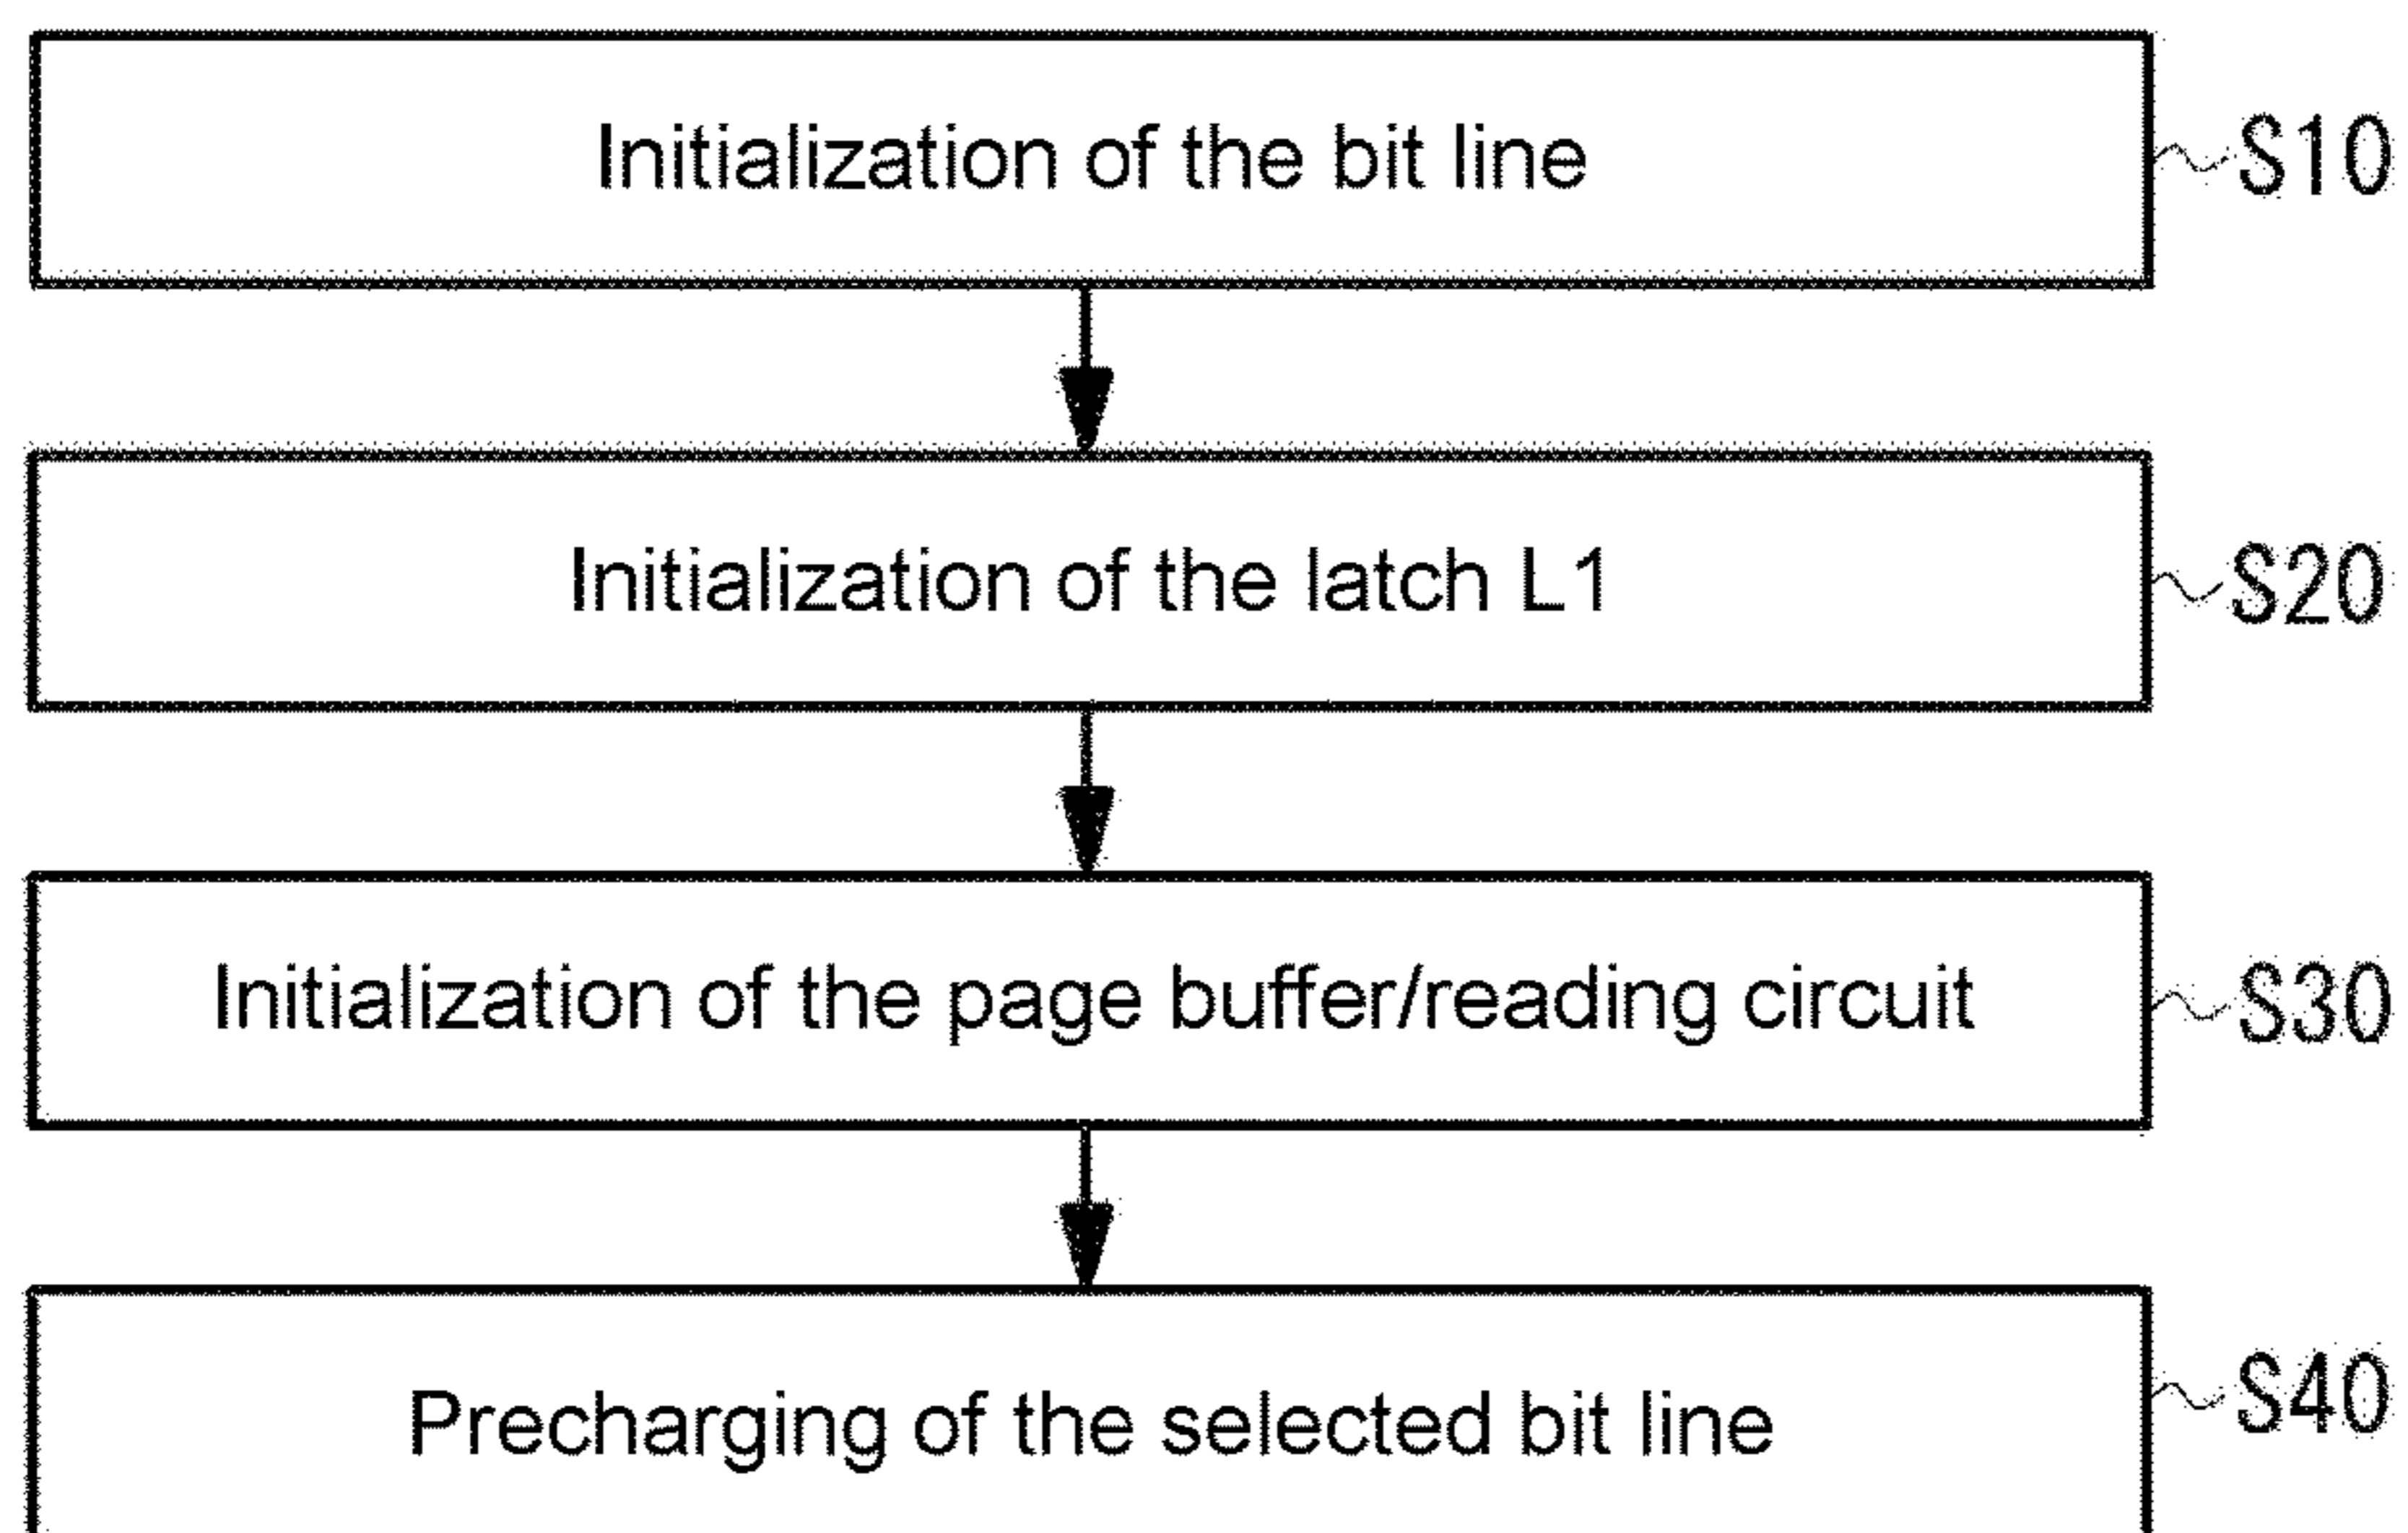 Initialization of the bit line S10
Initialization of the latch L1 S20
Initialization of the page buffer/reading circuit S30
Precharging of the selected bit line S40